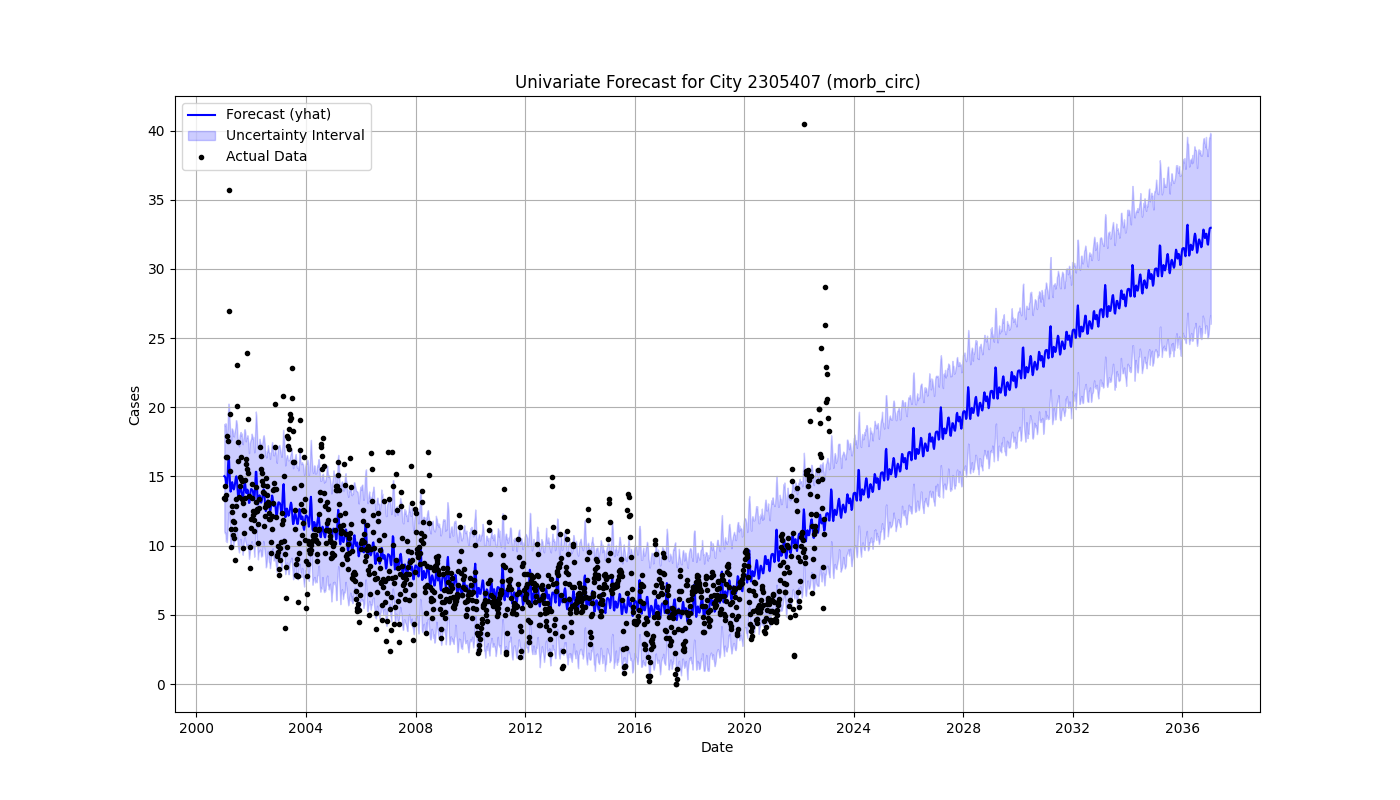 Univariate Forecast for City 2305407 (morb_circ)
Forecast (yhat)
Uncertainty Interval
Actual Data
40
35
30
25
20
15
10
5
0
Cases
2000 2004 2008 2012 2016 2020 2024 2028 2032 2036
Date